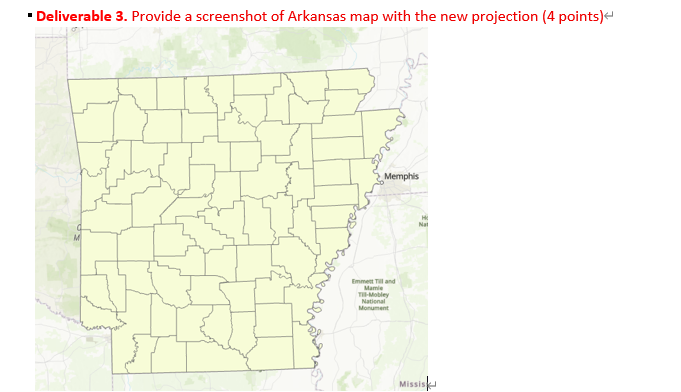 ▪ Deliverable 3. Provide a screenshot of Arkansas map with the new projection (4 points)↵
Memphis
Nat
Emmett Till and
Mamie
Till-Mobley
National
Monument
M
Missis↵